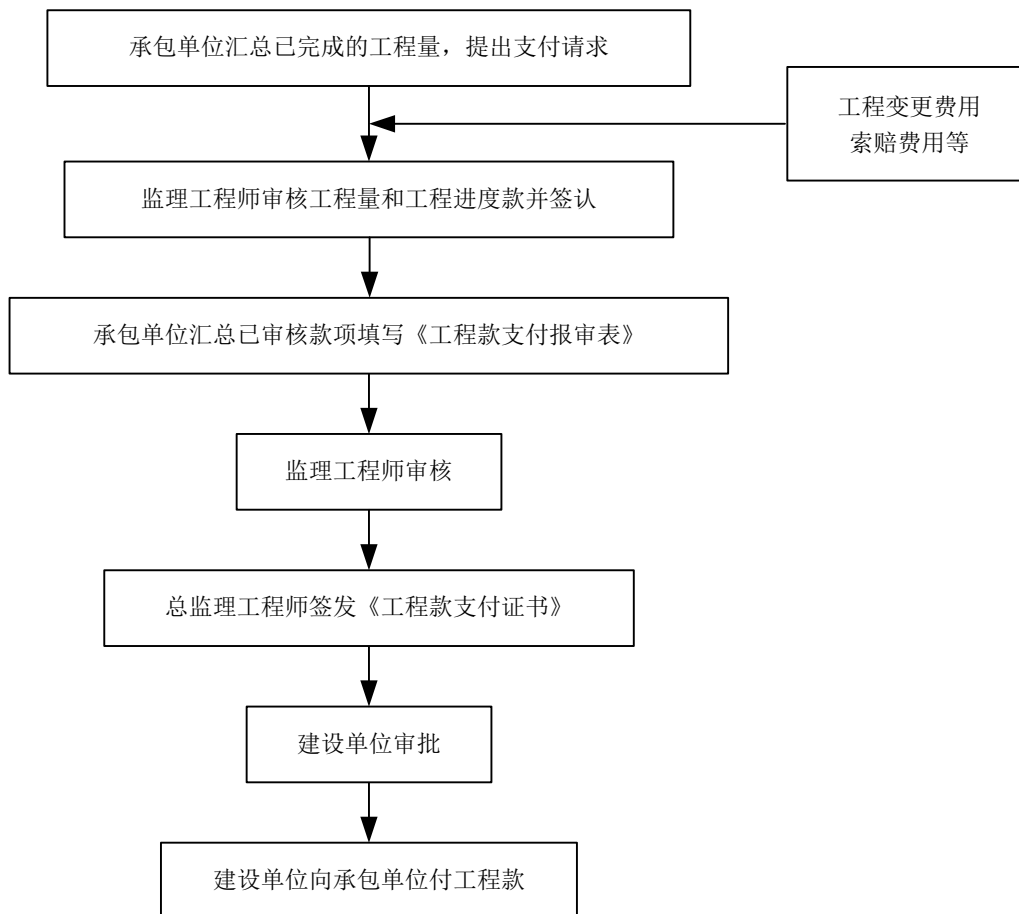 承包单位汇总已完成的工程量，提出支付请求
工程变更费用
索赔费用等
监理工程师审核工程量和工程进度款并签认
承包单位汇总已审核款项填写《工程款支付报审表》
监理工程师审核
总监理工程师签发《工程款支付证书》
建设单位审批
建设单位向承包单位付工程款